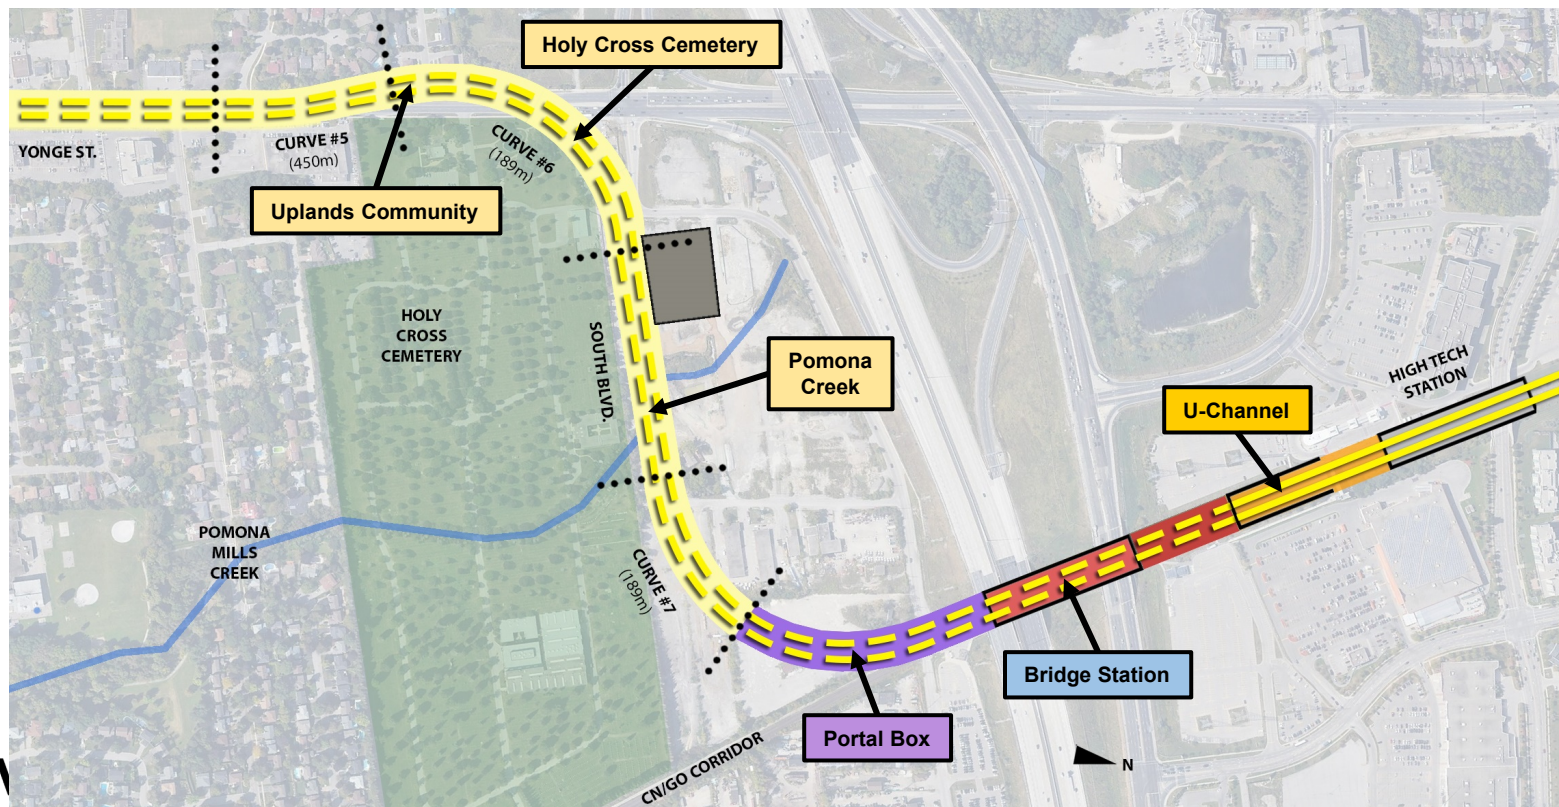 Holy Cross Cemetery
YONGE ST.
CURVE #5
(450m)
CURVE #6
(189m)
Uplands Community
HOLY
CROSS
CEMETERY
SOUTH BLVD.
Pomona
Creek
HIGH TECH
STATION
U-Channel
POMONA
MILLS
CREEK
CURVE #7
(189m)
Bridge Station
Portal Box
CN/GO CORRIDOR
N